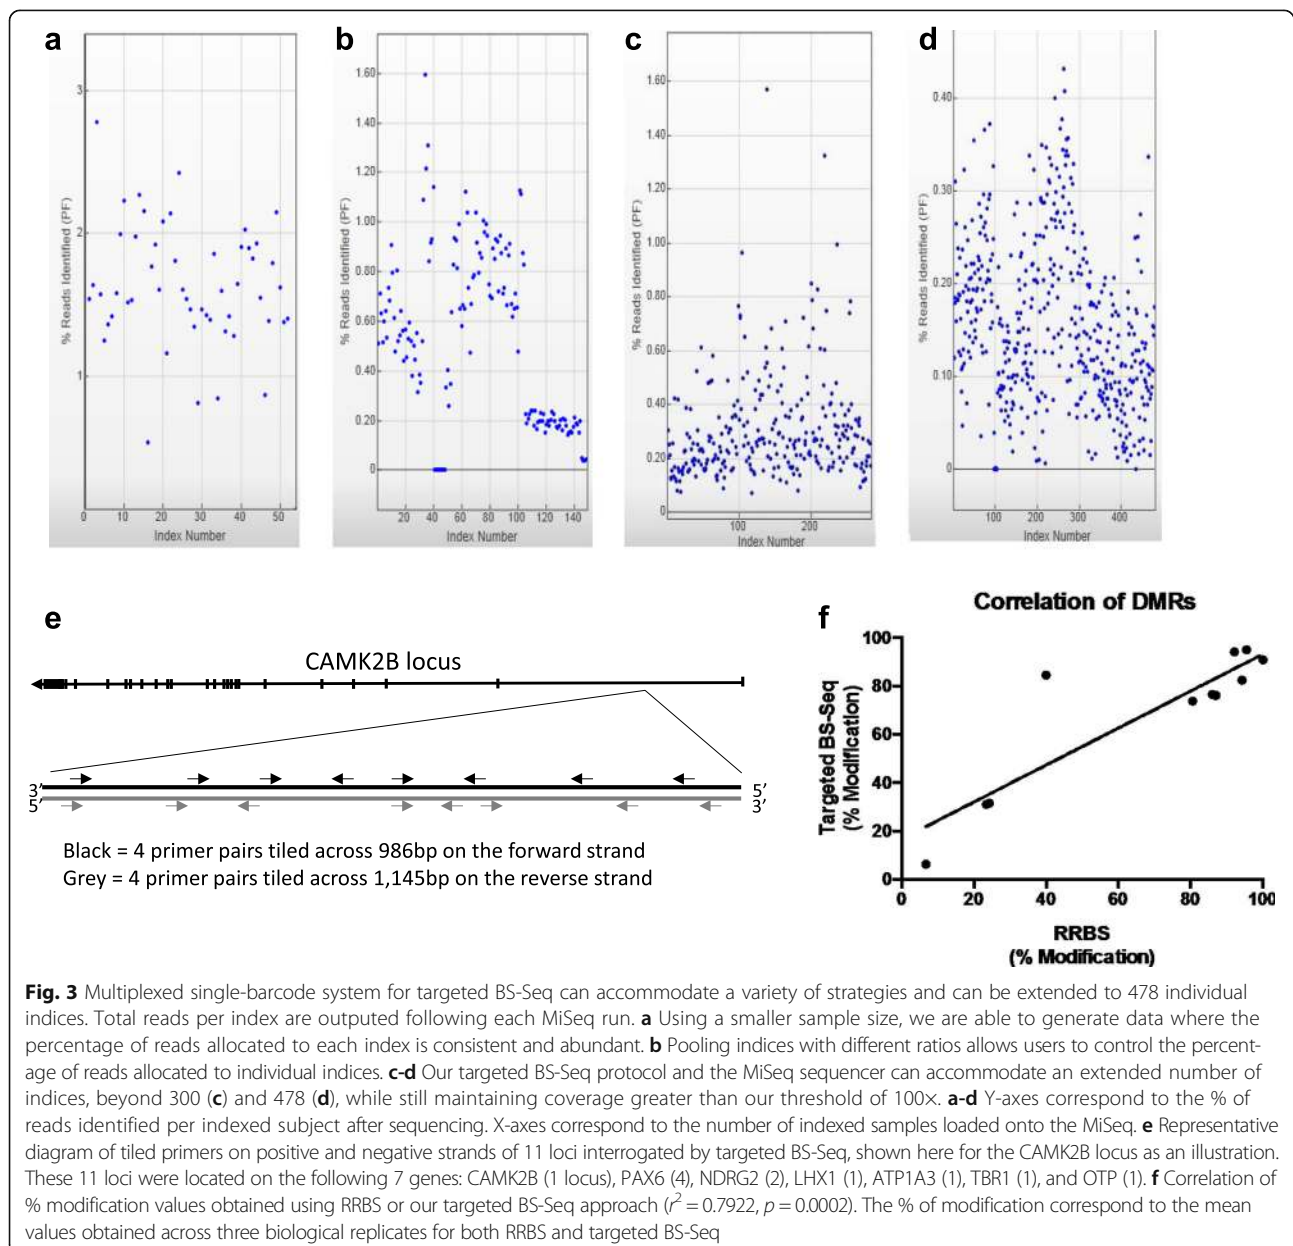 a
b
c
d
3
2
1
0
10
20
30
40
50
% Reads Identified (PF)
Index Number
1.60
1.40
1.20
1.00
0.80
0.60
0.40
0.20
0
20
40
60
80
100
120
140
% Reads Identified (PF)
Index Number
1.60
1.40
1.20
1.00
0.80
0.60
0.40
0.20
0
100
200
% Reads Identified (PF)
Index Number
0.40
0.30
0.20
0.10
0
100
200
300
400
% Reads Identified (PF)
Index Number
e
CAMK2B locus
3'
5'
5'
3'
Black = 4 primer pairs tiled across 986bp on the forward strand
Grey = 4 primer pairs tiled across 1,145bp on the reverse strand
f
Correlation of DMRs
100
80
60
40
20
0
Targeted BS-Seq
(% Modification)
0
20
40
60
80
100
RRBS
(% Modification)
Fig. 3 Multiplexed single-barcode system for targeted BS-Seq can accommodate a variety of strategies and can be extended to 478 individual
indices. Total reads per index are outputed following each MiSeq run. a Using a smaller sample size, we are able to generate data where the
percentage of reads allocated to each index is consistent and abundant. b Pooling indices with different ratios allows users to control the percent-
age of reads allocated to individual indices. c-d Our targeted BS-Seq protocol and the MiSeq sequencer can accommodate an extended number of
indices, beyond 300 (c) and 478 (d), while still maintaining coverage greater than our threshold of 100×. a-d Y-axes correspond to the % of
reads identified per indexed subject after sequencing. X-axes correspond to the number of indexed samples loaded onto the MiSeq. e Representative
diagram of tiled primers on positive and negative strands of 11 loci interrogated by targeted BS-Seq, shown here for the CAMK2B locus as an illustration.
These 11 loci were located on the following 7 genes: CAMK2B (1 locus), PAX6 (4), NDRG2 (2), LHX1 (1), ATP1A3 (1), TBR1 (1), and OTP (1). f Correlation of
% modification values obtained using RRBS or our targeted BS-Seq approach (r² = 0.7922, p = 0.0002). The % of modification correspond to the mean
values obtained across three biological replicates for both RRBS and targeted BS-Seq